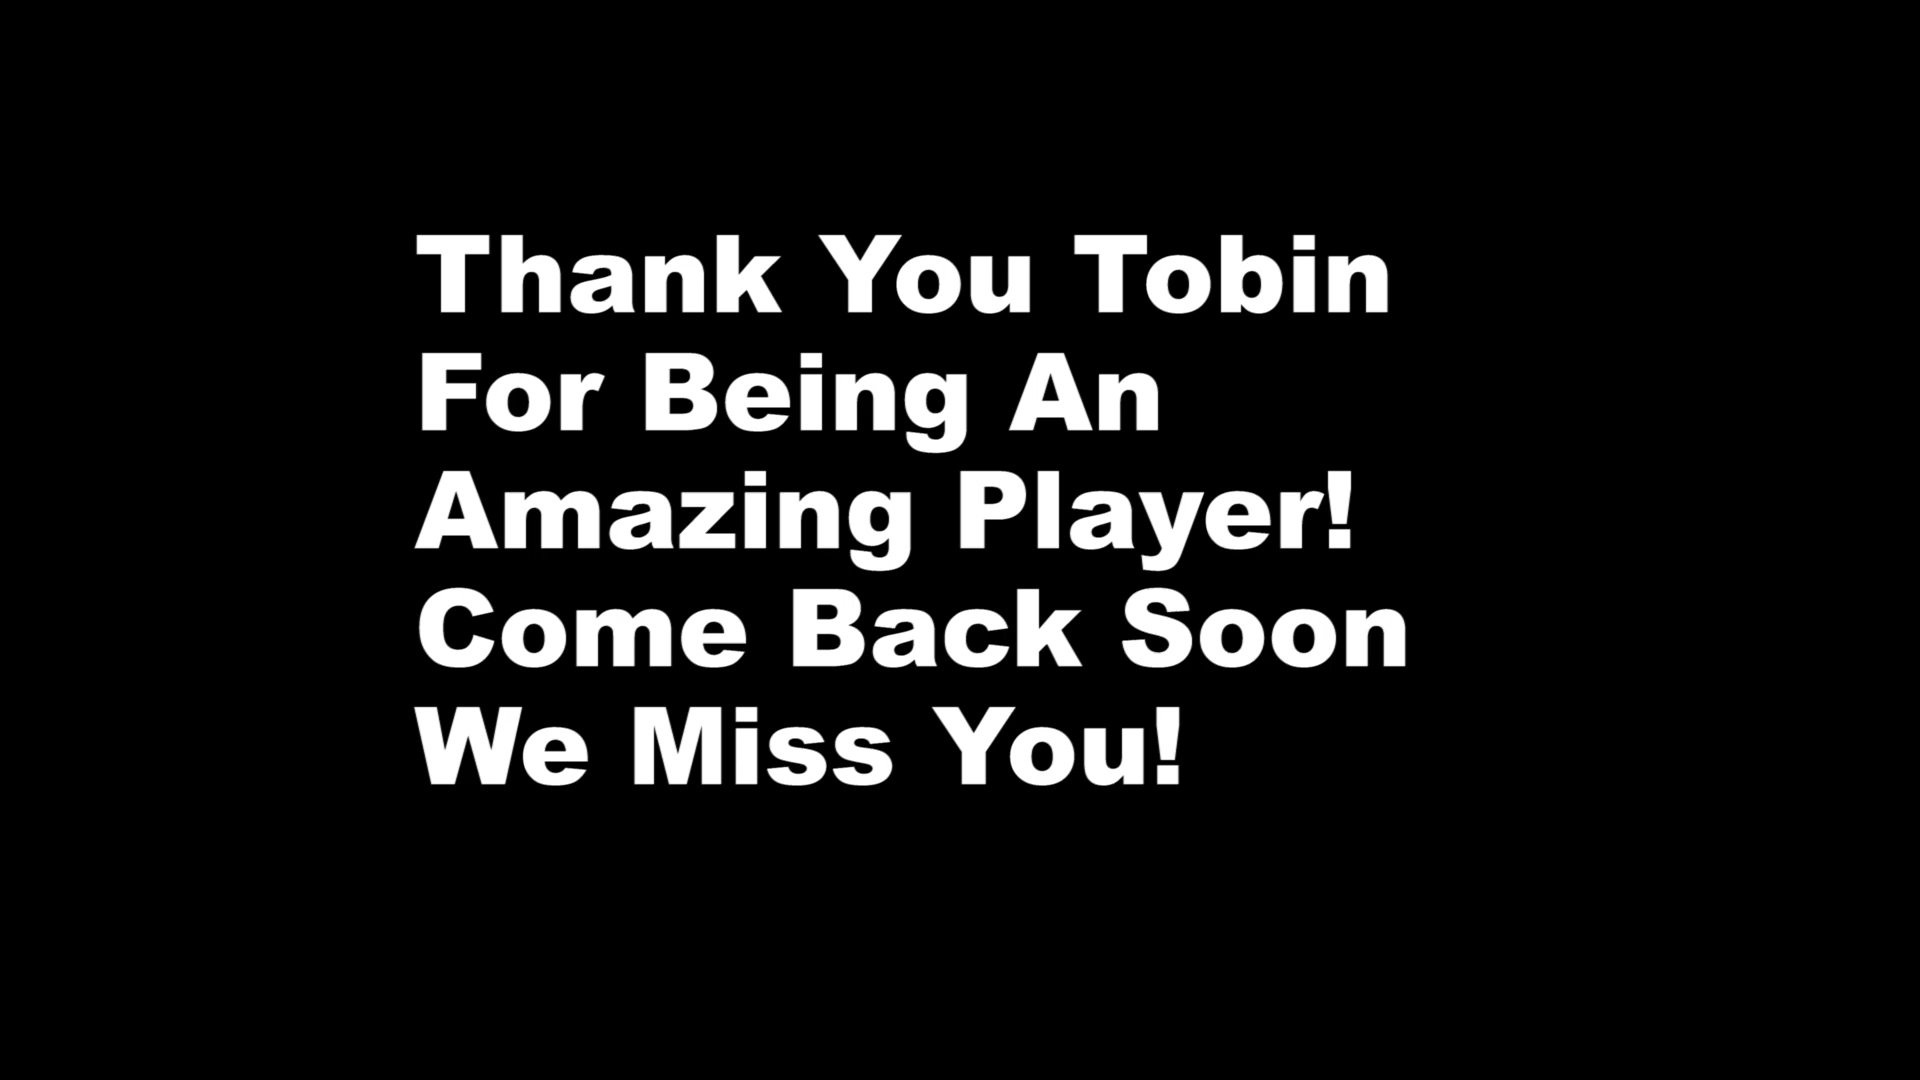 Thank You Tobin
For Being An
Amazing Player!
Come Back Soon
We Miss You!